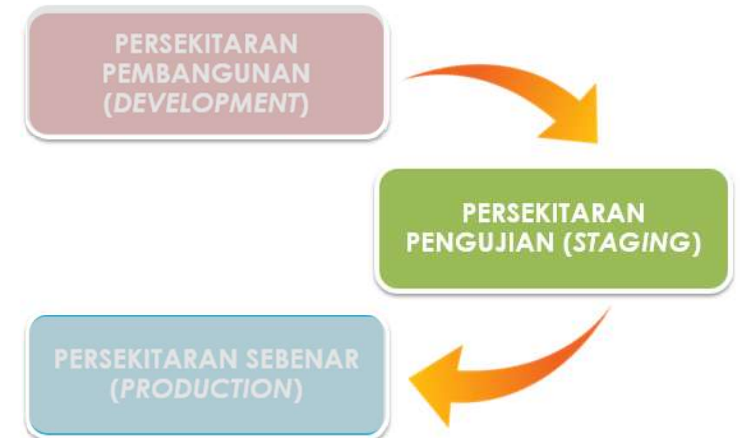 PERSEKITARAN
PEMBANGUNAN
(DEVELOPMENT)
PERSEKITARAN
PENGUJIAN (STAGING)
PERSEKITARAN SEBENAR
(PRODUCTION)